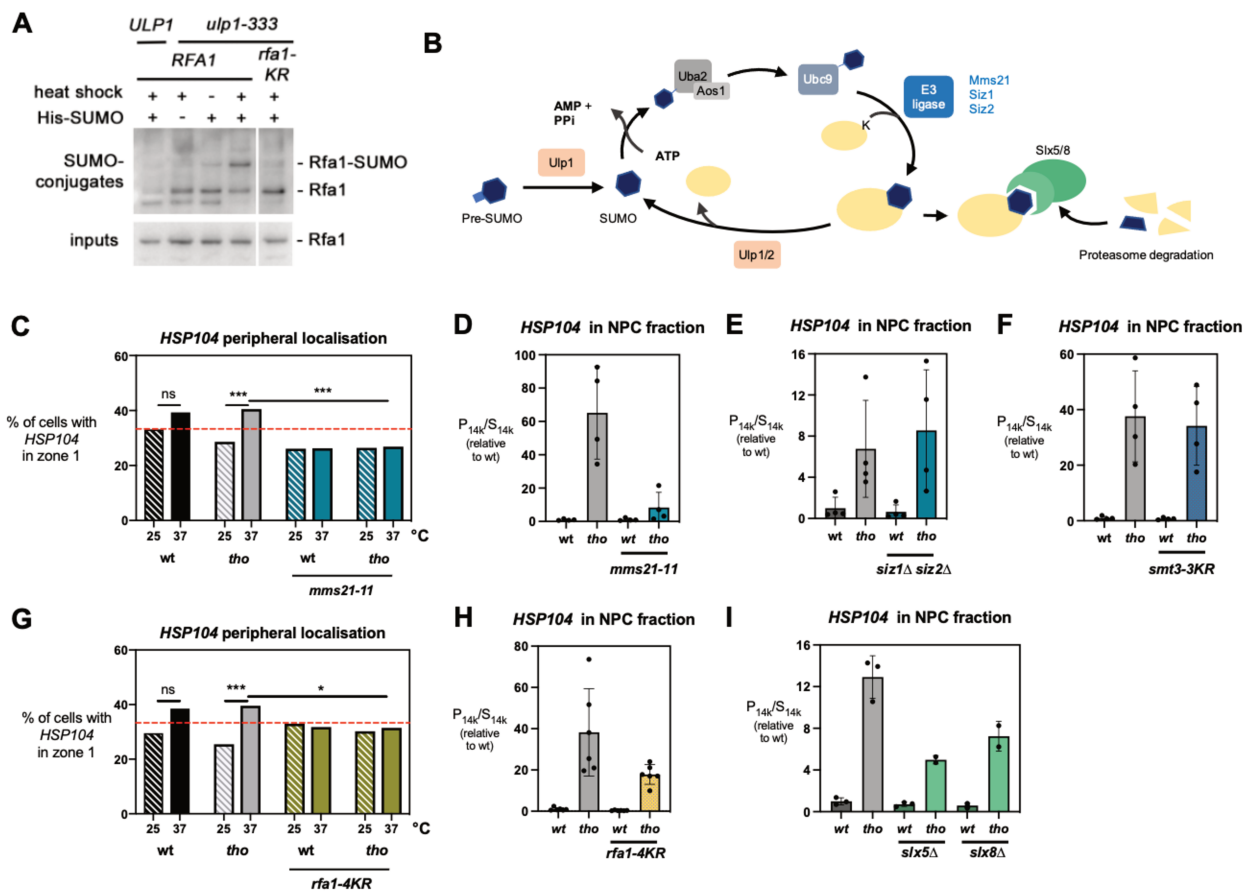 A
ULP1 ulp1-333
RFA1 rfa1-
KR
heat shock + + - + +
His-SUMO + - + + +
SUMO-
conjugates
- Rfa1-SUMO
- Rfa1
inputs - Rfa1
B
Uba2
Aos1
Ubc9
E3
ligase
Mms21
Siz1
Siz2
AMP +
PPi
ATP
K
Ulp1
Pre-SUMO
SUMO
Ulp1/2
Slx5/8
Proteasome degradation
C
HSP104 peripheral localisation
% of cells with
HSP104
in zone 1
60
40
20
0
ns *** ***
25 37 25 37 25 37 25 37 °C
wt tho wt tho
mms21-11
D
HSP104 in NPC fraction
P14k/S14k
(relative
to wt)
100
80
60
40
20
0
wt tho wt tho
mms21-11
E
HSP104 in NPC fraction
P14k/S14k
(relative
to wt)
16
12
8
4
0
wt tho wt tho
siz1Δ siz2Δ
F
HSP104 in NPC fraction
P14k/S14k
(relative
to wt)
60
40
20
0
wt tho wt tho
smt3-3KR
G
HSP104 peripheral localisation
% of cells with
HSP104
in zone 1
60
40
20
0
ns *** *
25 37 25 37 25 37 25 37 °C
wt tho wt tho
rfa1-4KR
H
HSP104 in NPC fraction
P14k/S14k
(relative
to wt)
80
60
40
20
0
wt tho wt tho
rfa1-4KR
I
HSP104 in NPC fraction
P14k/S14k
(relative
to wt)
16
12
8
4
0
wt tho wt tho wt tho
slx5Δ slx8Δ